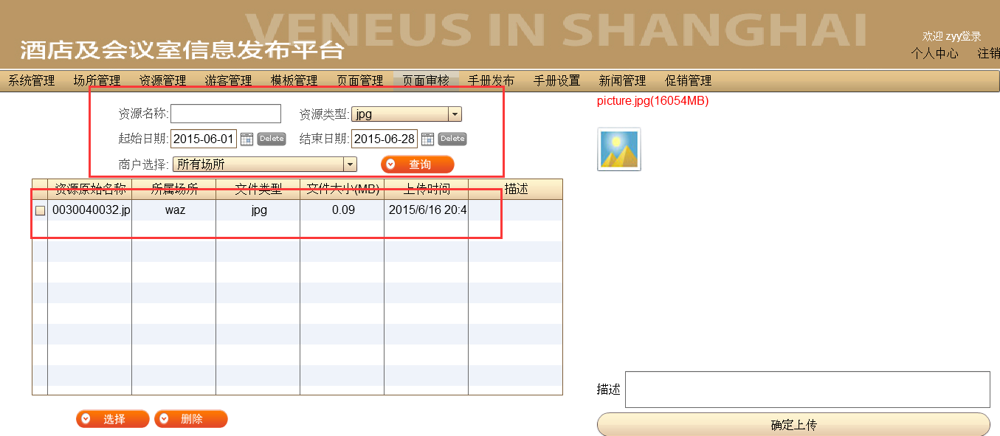 VENEUS IN SHANGHAI
酒店及会议室信息发布平台
欢迎 zyy登录
个人中心 注销
系统管理 场所管理 资源管理 游客管理 模板管理 页面管理 页面审核 手册发布 手册设置 新闻管理 促销管理
picture.jpg(16054MB)
资源名称: 资源类型: jpg
起始日期: 2015-06-01 Delete 结束日期: 2015-06-28 Delete
商户选择: 所有场所 查询
资源原始名称 所属场所 文件类型 文件大小(MB) 上传时间 描述
0030040032.jp waz jpg 0.09 2015/6/16 20:4
描述
选择 删除
确定上传